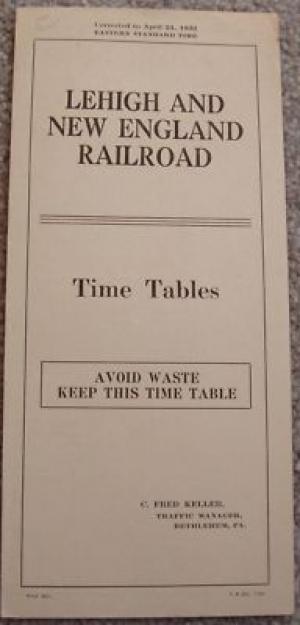 Corrected to April 24, 1932
EASTERN STANDARD TIME
LEHIGH AND
NEW ENGLAND
RAILROAD
Time Tables
AVOID WASTE
KEEP THIS TIME TABLE
C. FRED KELLER,
TRAFFIC MANAGER,
BETHLEHEM, PA.